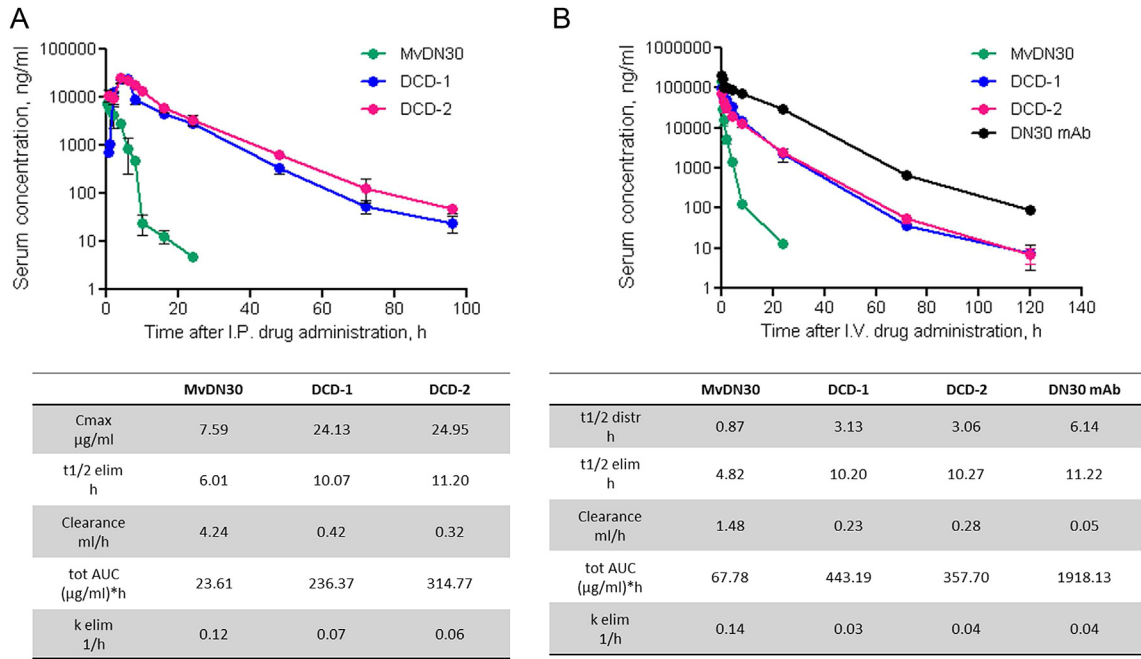 A
Serum concentration, ng/ml
100000
10000
1000
100
10
1
0 20 40 60 80 100
Time after I.P. drug administration, h
MvDN30
DCD-1
DCD-2
MvDN30 DCD-1 DCD-2
Cmax
µg/ml 7.59 24.13 24.95
t1/2 elim
h 6.01 10.07 11.20
Clearance
ml/h 4.24 0.42 0.32
tot AUC
(µg/ml)*h 23.61 236.37 314.77
k elim
1/h 0.12 0.07 0.06
B
Serum concentration, ng/ml
1000000
100000
10000
1000
100
10
1
0 20 40 60 80 100 120 140
Time after I.V. drug administration, h
MvDN30
DCD-1
DCD-2
DN30 mAb
MvDN30 DCD-1 DCD-2 DN30 mAb
t1/2 distr
h 0.87 3.13 3.06 6.14
t1/2 elim
h 4.82 10.20 10.27 11.22
Clearance
ml/h 1.48 0.23 0.28 0.05
tot AUC
(µg/ml)*h 67.78 443.19 357.70 1918.13
k elim
1/h 0.14 0.03 0.04 0.04